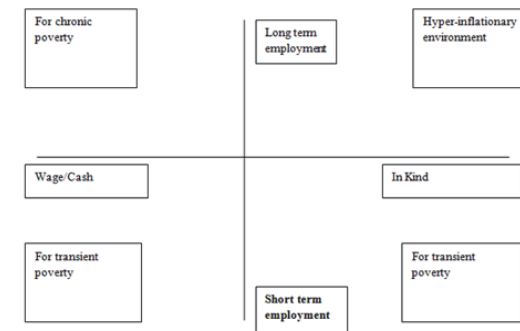 For chronic
poverty
Long term
employment
Hyper-inflationary
environment
Wage/Cash
In Kind
For transient
poverty
For transient
poverty
Short term
employment